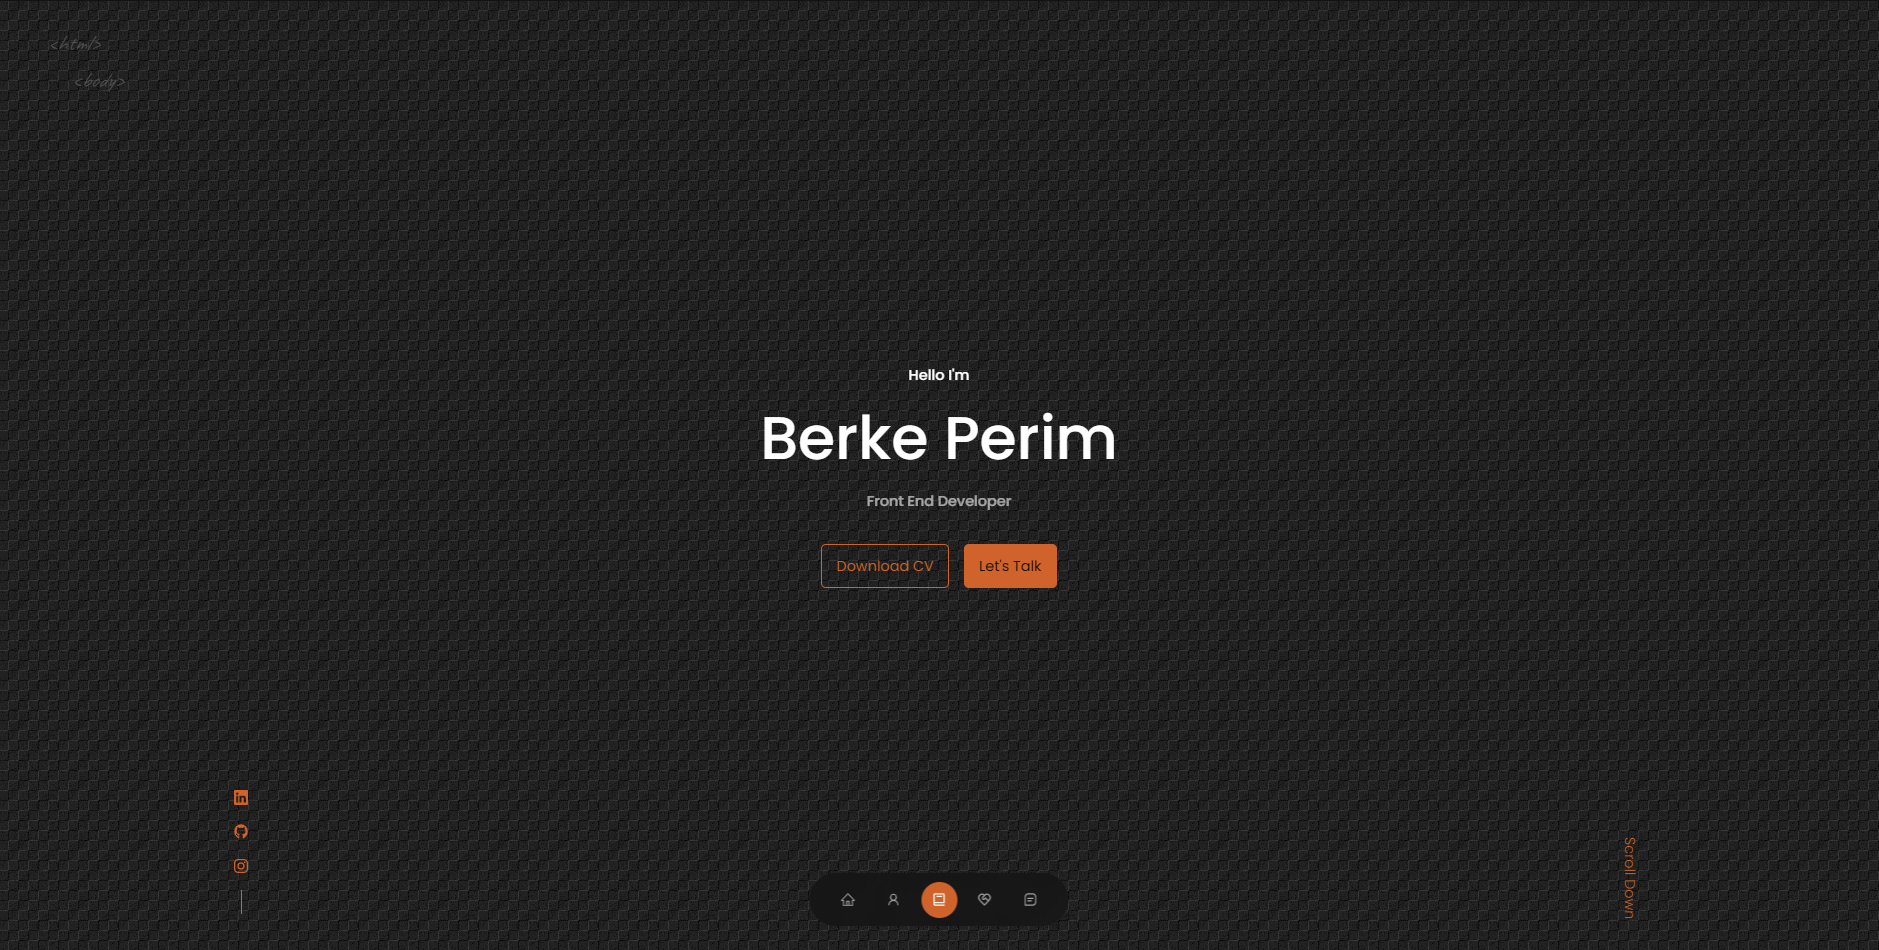 <html>
<body>
Hello I'm
Berke Perim
Front End Developer
Download CV
Let's Talk
Scroll Down